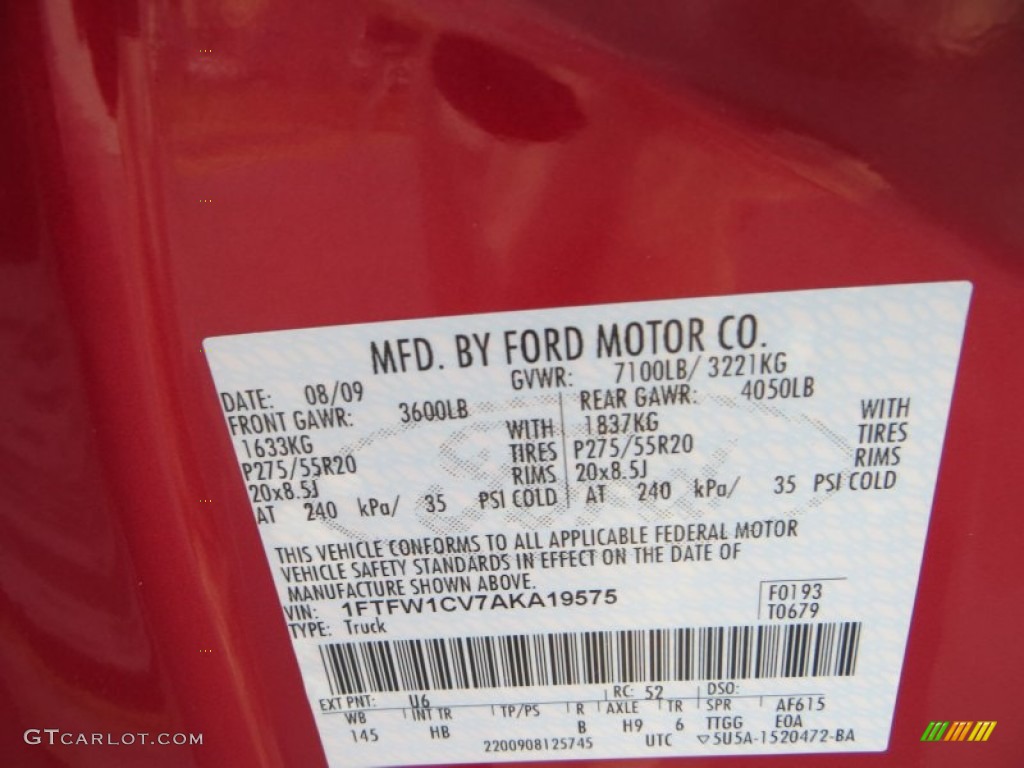 MFD. BY FORD MOTOR CO.
DATE: 08/09 GVWR: 7100LB/ 3221KG
FRONT GAWR: 3600LB REAR GAWR: 4050LB
1633KG WITH 1837KG WITH
P275/55R20 TIRES P275/55R20 TIRES
20x8.5J RIMS 20x8.5J RIMS
AT 240 kPa/ 35 PSI COLD AT 240 kPa/ 35 PSI COLD
THIS VEHICLE CONFORMS TO ALL APPLICABLE FEDERAL MOTOR
VEHICLE SAFETY STANDARDS IN EFFECT ON THE DATE OF
MANUFACTURE SHOWN ABOVE.
VIN: 1FTFW1CV7AKA19575 F0193
TYPE: Truck T0679
EXT PNT: U6 RC: 52 DSO:
WB INT TR TP/PS R AXLE TR SPR AF615
145 HB B H9 6 TTGG E0A
2200908125745 UTC ▽5U5A-1520472-BA
GTCARLOT.COM